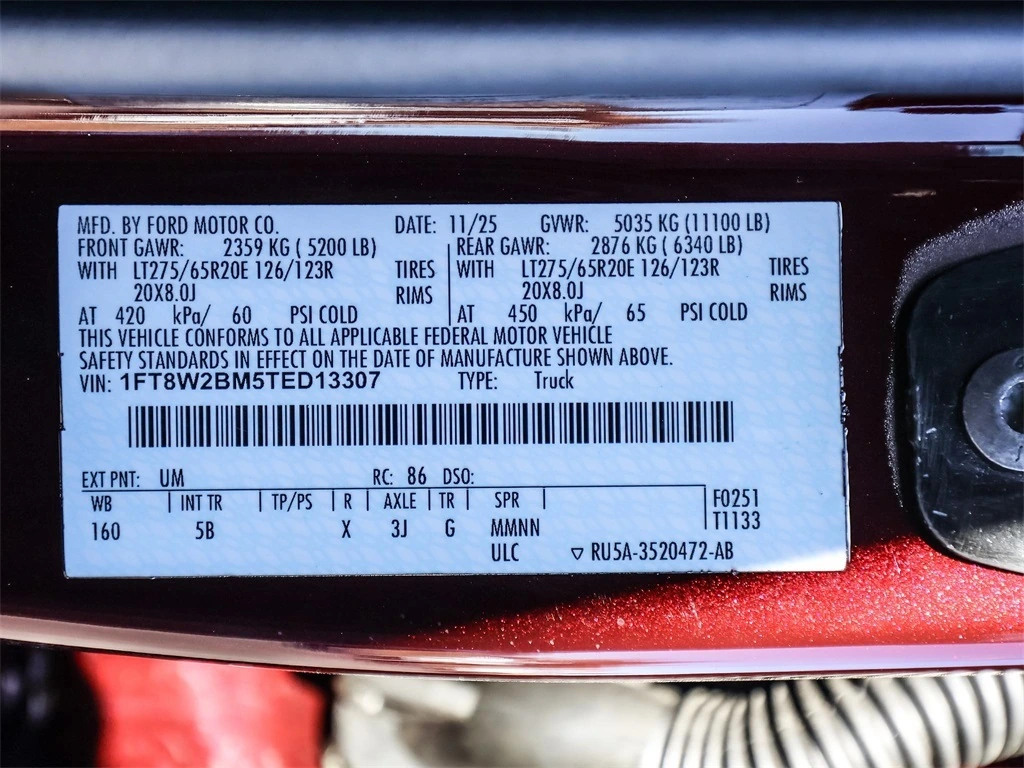 MFD. BY FORD MOTOR CO. DATE: 11/25 GVWR: 5035 KG (11100 LB)
FRONT GAWR: 2359 KG ( 5200 LB) REAR GAWR: 2876 KG ( 6340 LB)
WITH LT275/65R20E 126/123R TIRES WITH LT275/65R20E 126/123R TIRES
20X8.0J RIMS 20X8.0J RIMS
AT 420 kPa/ 60 PSI COLD AT 450 kPa/ 65 PSI COLD
THIS VEHICLE CONFORMS TO ALL APPLICABLE FEDERAL MOTOR VEHICLE
SAFETY STANDARDS IN EFFECT ON THE DATE OF MANUFACTURE SHOWN ABOVE.
VIN: 1FT8W2BM5TED13307 TYPE: Truck
EXT PNT: UM RC: 86 DSO:
WB INT TR TP/PS R AXLE TR SPR F0251
160 5B X 3J G MMNN T1133
ULC ▽ RU5A-3520472-AB